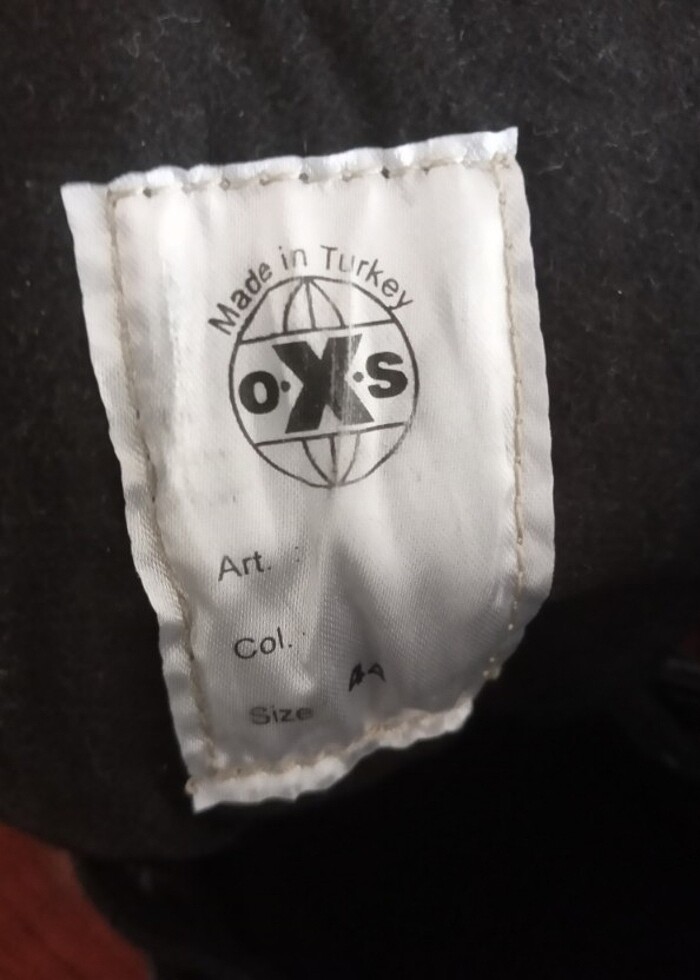 Made in Turkey
O·X·S
Art. :
Col. :
Size